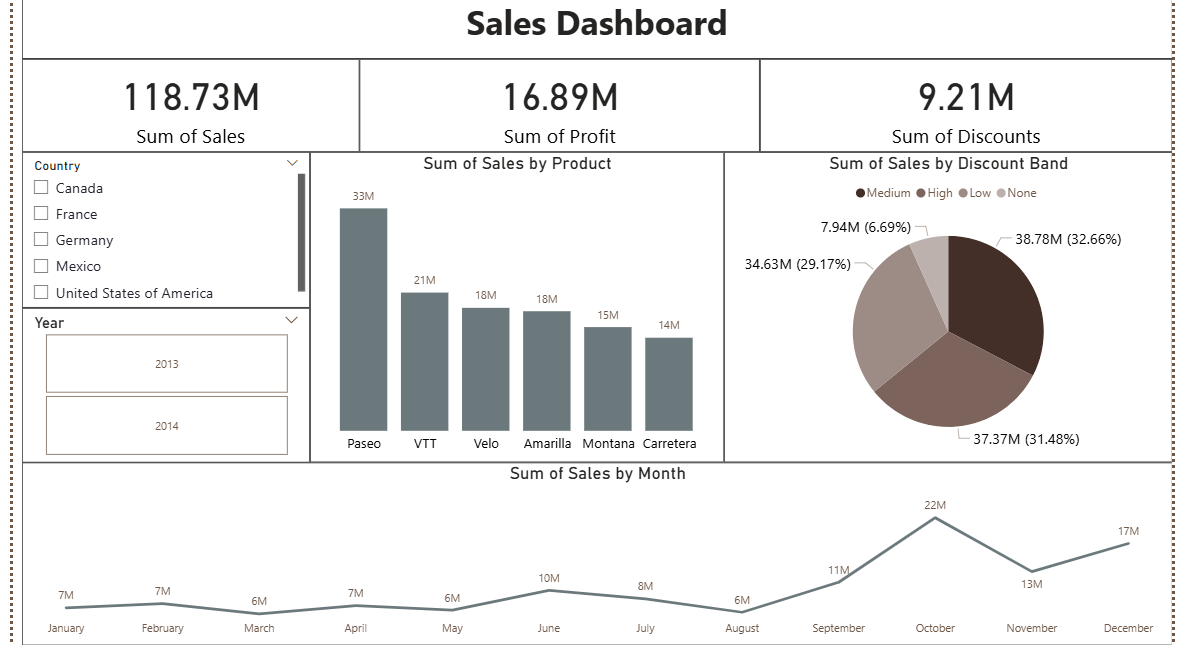 Sales Dashboard
118.73M
Sum of Sales
16.89M
Sum of Profit
9.21M
Sum of Discounts
Country
Canada
France
Germany
Mexico
United States of America
Year
2013
2014
Sum of Sales by Product
33M
21M
18M
18M
15M
14M
Paseo VTT Velo Amarilla Montana Carretera
Sum of Sales by Discount Band
Medium High Low None
7.94M (6.69%)
38.78M (32.66%)
34.63M (29.17%)
37.37M (31.48%)
Sum of Sales by Month
7M
7M
6M
7M
6M
10M
8M
6M
11M
22M
13M
17M
January February March April May June July August September October November December